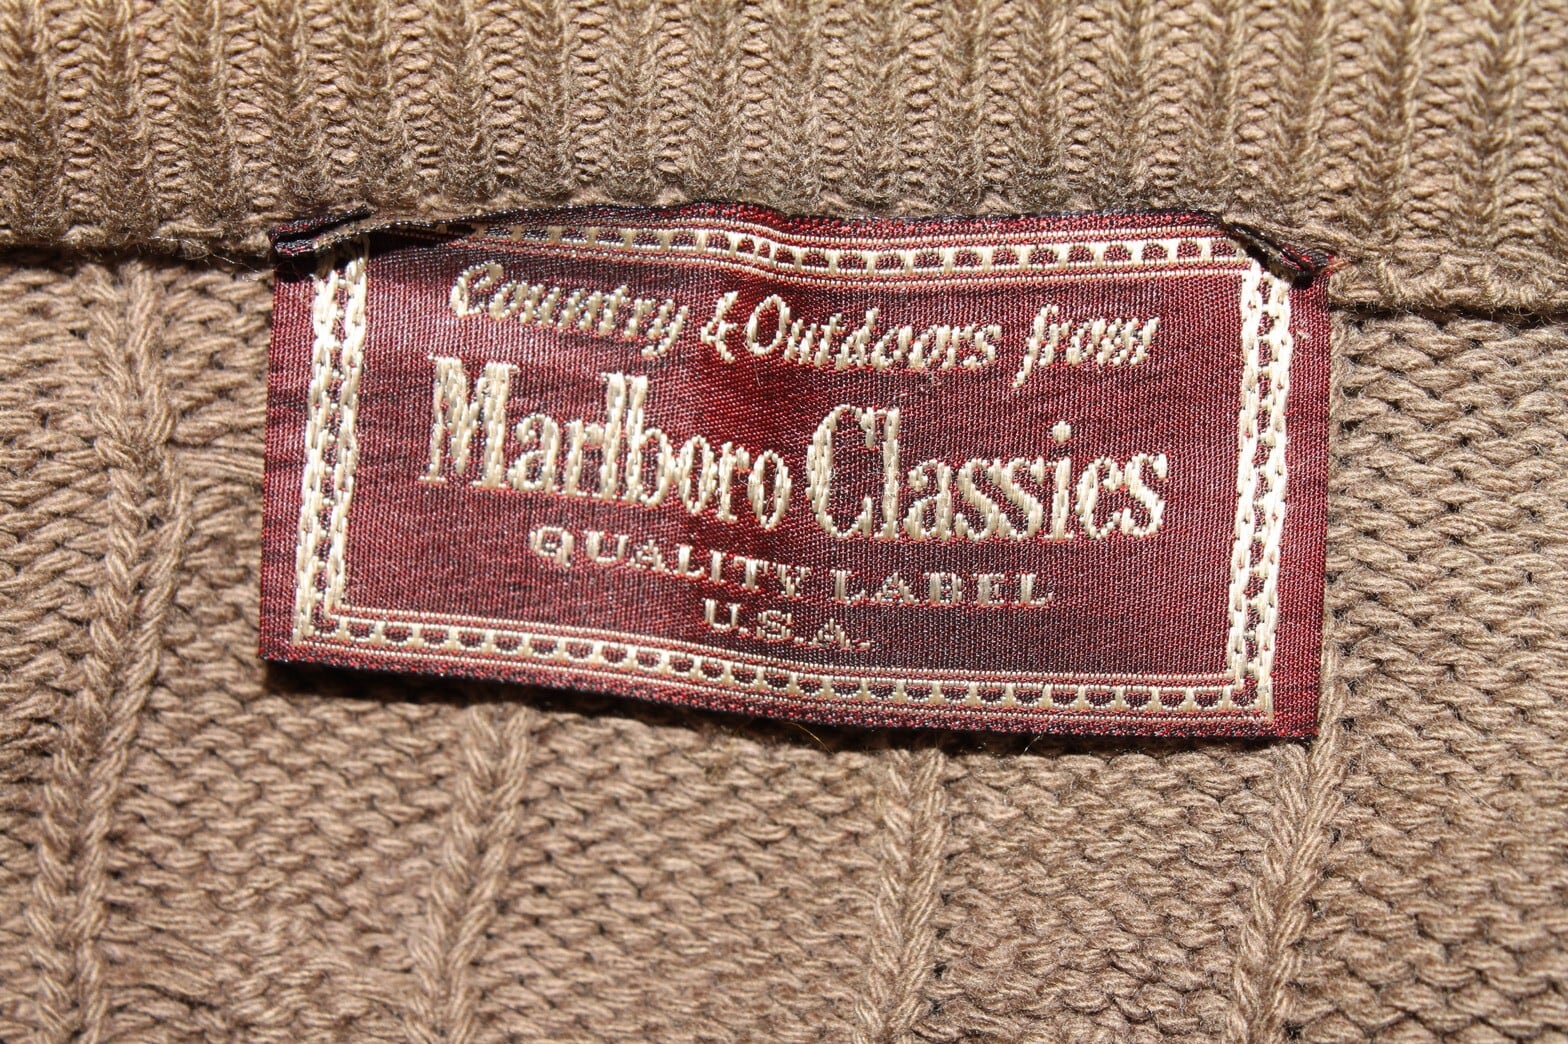 Country & Outdoors from
Marlboro Classics
QUALITY LABEL
U.S.A.